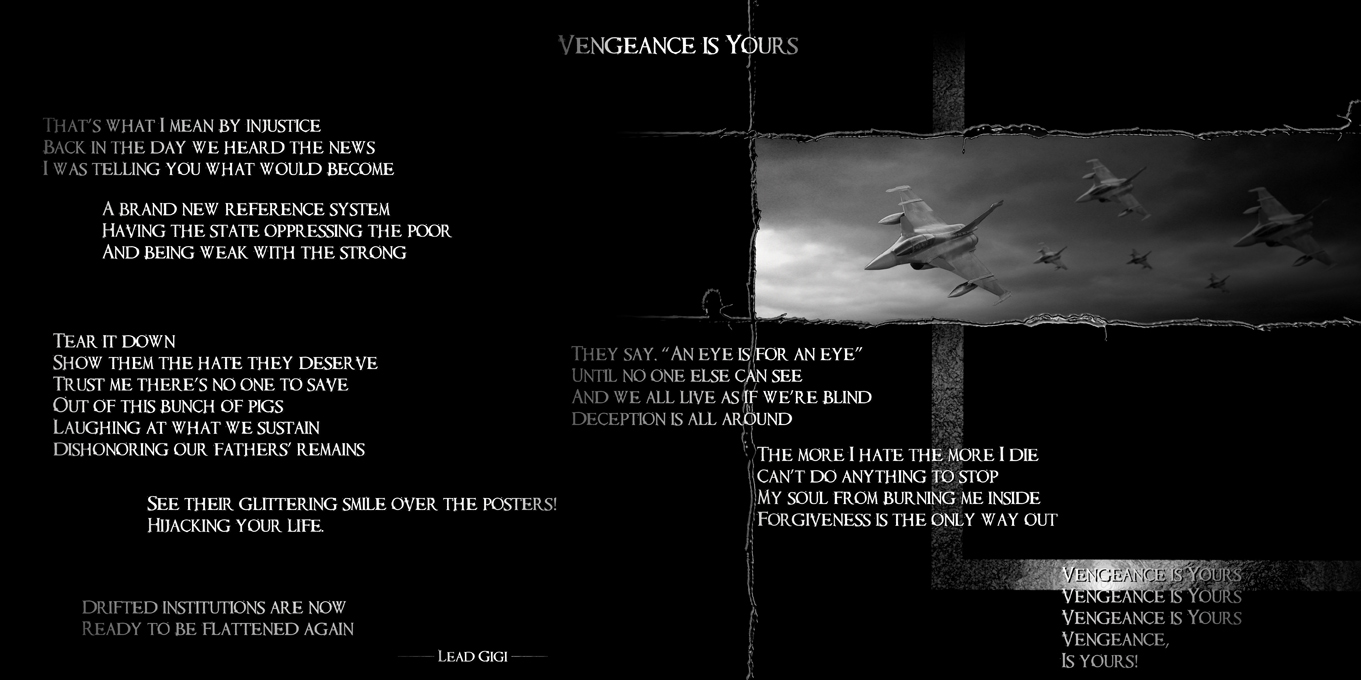 Vengeance is Yours
That's what I mean by injustice
Back in the day we heard the news
I was telling you what would become
A brand new reference system
Having the state oppressing the poor
And being weak with the strong
Tear it down
Show them the hate they deserve
Trust me there's no one to save
Out of this bunch of pigs
Laughing at what we sustain
Dishonoring our fathers' remains
See their glittering smile over the posters!
Hijacking your life.
Drifted institutions are now
Ready to be flattened again
Lead Gigi
They say. “An eye is for an eye”
Until no one else can see
And we all live as if we're blind
Deception is all around
The more I hate the more I die
Can't do anything to stop
My soul from burning me inside
Forgiveness is the only way out
Vengeance is Yours
Vengeance is Yours
Vengeance is Yours
Vengeance,
Is yours!